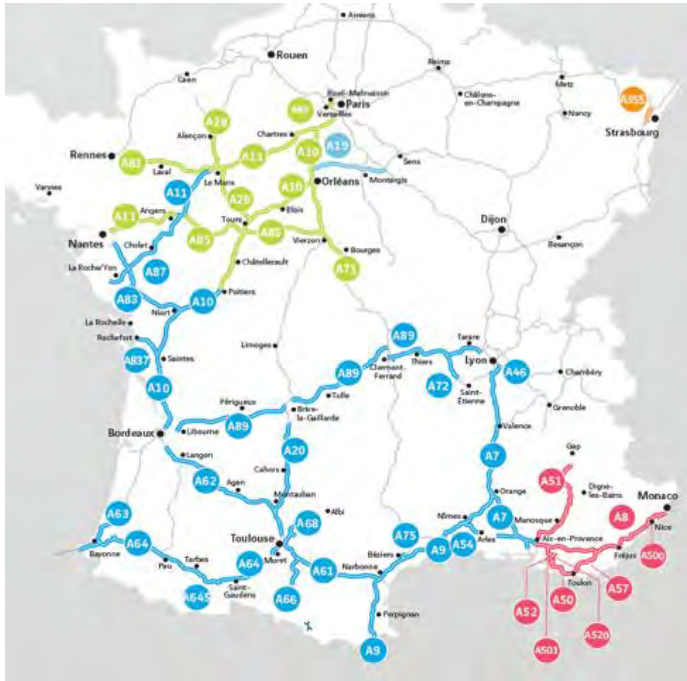 Amiens
Rouen
Caen
Reims
Rueil-Malmaison
Paris
Versailles
Metz
Châlons-
en-Champagne
Nancy
A355
Strasbourg
A28
Alençon
Chartres
A11
A10
A19
Sens
Rennes
A81
Laval
Le Mans
Orléans
Montargis
Vannes
A11
A28
A10
Blois
A11
Angers
Tours
A85
A85
Vierzon
Bourges
A71
Dijon
Besançon
Nantes
Cholet
La Roche/Yon
A87
A83
Châtellerault
A10
Poitiers
Niort
La Rochelle
Rochefort
A837
Saintes
A10
Limoges
A89
Tarare
Lyon
Clermont-
Ferrand
Thiers
A72
Saint-
Étienne
A46
Chambéry
Grenoble
A89
Tulle
Périgueux
A89
Brive-
la-Gaillarde
Bordeaux
Libourne
Langon
A62
Agen
A20
Cahors
Montauban
Valence
A7
Gap
A51
Digne-
les-Bains
Monaco
A8
Nice
A500
Orange
A7
Manosque
Nîmes
Arles
Aix-en-Provence
Fréjus
Toulon
A57
A50
A52
A501
A520
A63
A64
Bayonne
Pau
Tarbes
A645
Saint-
Gaudens
A64
Toulouse
Muret
A68
Albi
A66
A61
A75
Béziers
A9
A54
Narbonne
Perpignan
A9